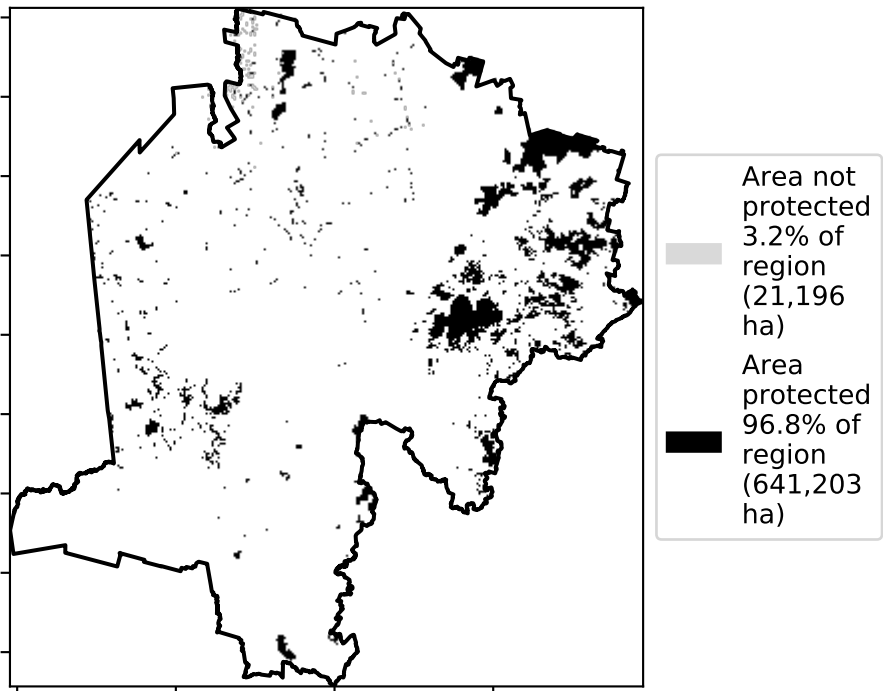 Area not
protected
3.2% of
region
(21,196
ha)
Area
protected
96.8% of
region
(641,203
ha)